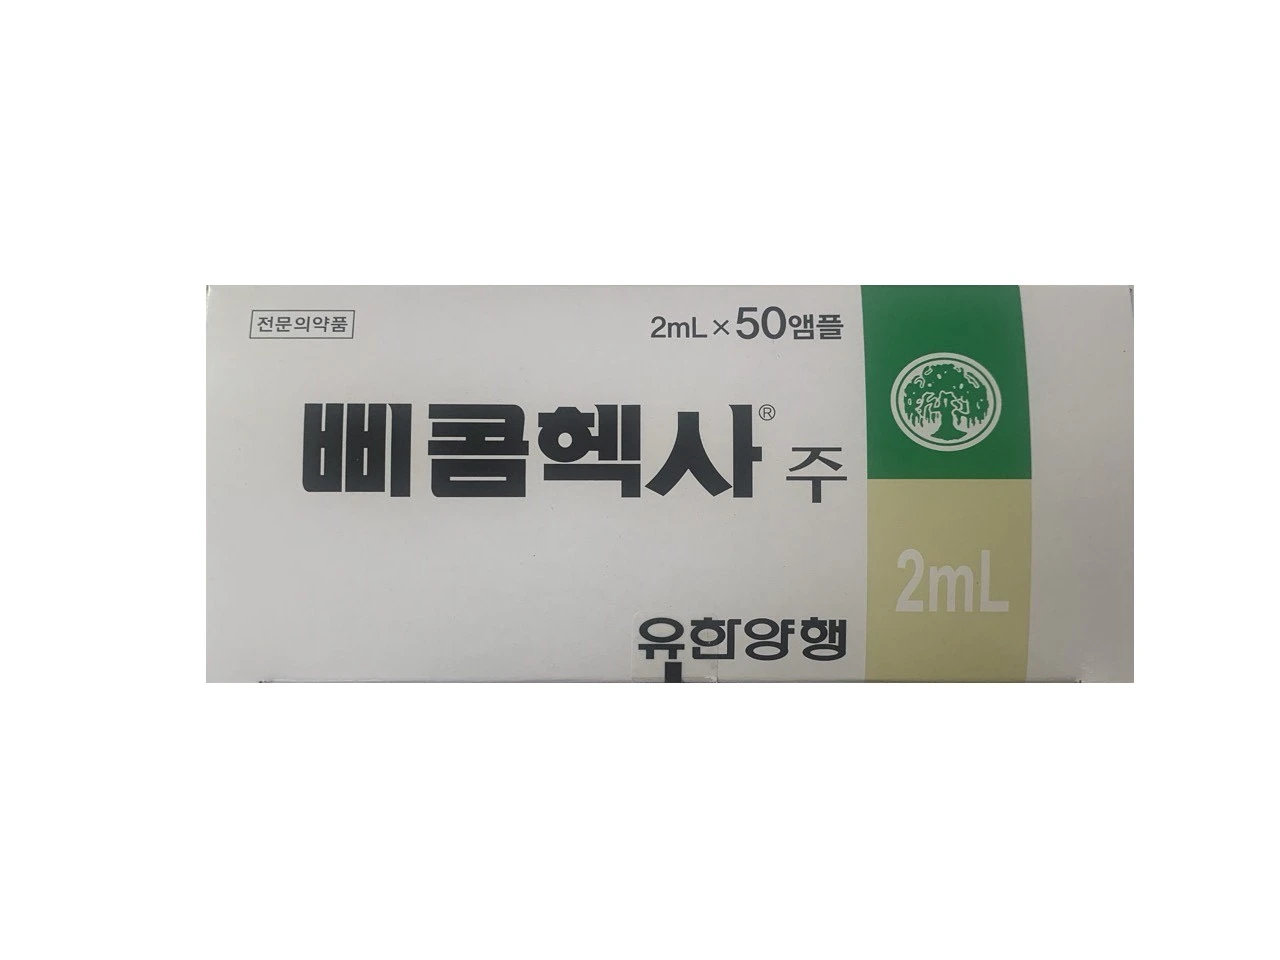 전문의약품
2mL×50앰플
삐콤헥사® 주
2mL
유한양행